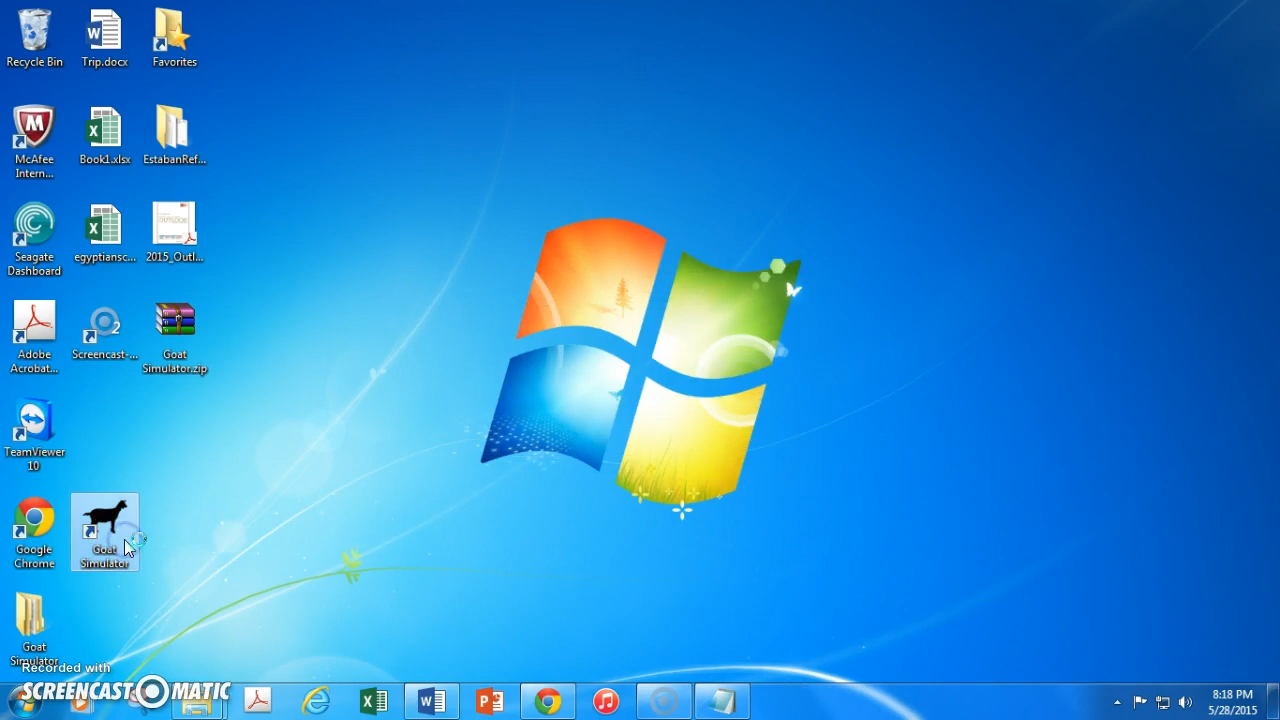 Recycle Bin
Trip.docx
Favorites
McAfee
Intern...
Book1.xlsx
EstabanRef...
Seagate
Dashboard
egyptiansc...
2015_Outl...
Adobe
Acrobat...
2
Screencast-...
Goat
Simulator.zip
TeamViewer
10
Google
Chrome
Goat
Simulator
Goat
Simulator
Recorded with
SCREENCAST MATIC
8:18 PM
5/28/2015